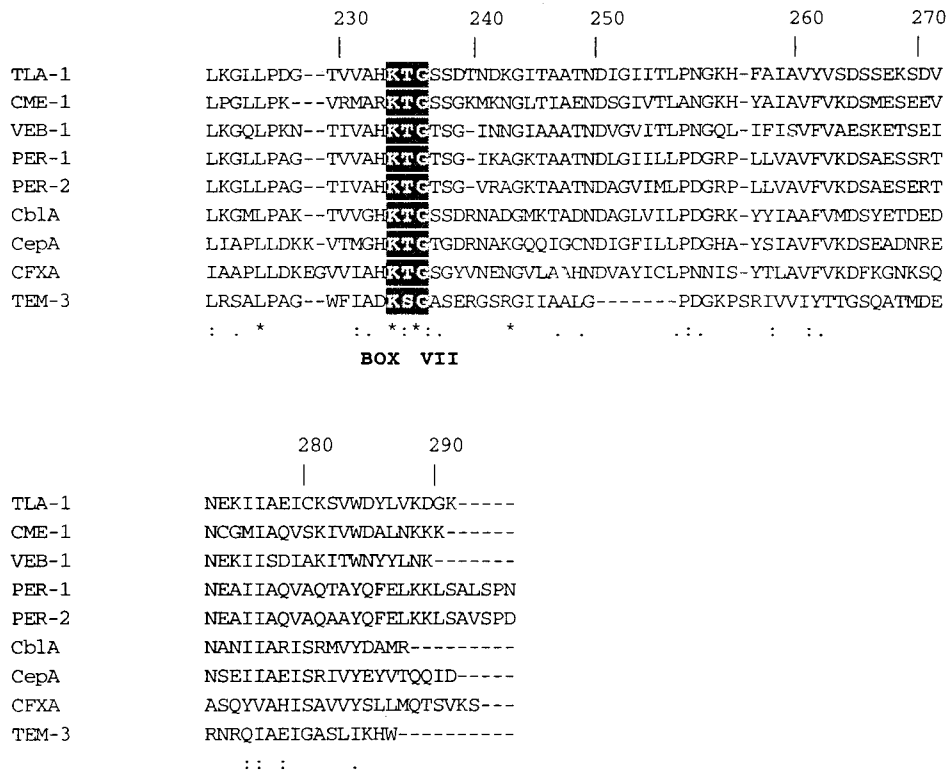 230 240 250 260 270
| | | | |
TLA-1 LKGLLPDG--TVVAHKTGSSDTNDKGITAATNDIGIITLPNGKH-FAIAVYVSDSSEKSDV
CME-1 LPGLLPK---VRMARKTGSSGKMKNGLTIAENDSGIVTLANGKH-YAIAVFVKDSMESEEV
VEB-1 LKGQLPKN--TIVAHKTGTSG-INNGIAAATNDVGVITLPNGQL-IFISVFVAESKETSEI
PER-1 LKGLLPAG--TVVAHKTGTSG-IKAGKTAATNDLGIILLPDGRP-LLVAVFVKDSAESSRT
PER-2 LKGLLPAG--TIVAHKTGTSG-VRAGKTAATNDAGVIMLPDGRP-LLVAVFVKDSAESERT
CblA LKGMLPAK--TVVGHKTGSSDRNADGMKTADNDAGLVILPDGRK-YYIAAFVMDSYETDED
CepA LIAPLLDKK-VTMGHKTGTGDRNAKGQQIGCNDIGFILLPDGHA-YSIAVFVKDSEADNRE
CFXA IAAPLLDKEGVVIAHKTGSGYVNENGVLA HNDVAYICLPNNIS-YTLAVFVKDFKGNKSQ
TEM-3 LRSALPAG--WFIADKSGASERGSRGIIAALG-------PDGKPSRIVVIYTTGSQATMDE
: . * :. *:*:. * . . .: . : :.
BOX VII
280 290
| |
TLA-1 NEKIIAEICKSVWDYLVKDGK-----
CME-1 NCGMIAQVSKIVWDALNKKK------
VEB-1 NEKIISDIAKITWNYYLNK-------
PER-1 NEAIIAQVAQTAYQFELKKLSALSPN
PER-2 NEAIIAQVAQAAYQFELKKLSAVSPD
CblA NANIIARISRMVYDAMR---------
CepA NSEIIAEISRIVYEYVTQQID-----
CFXA ASQYVAHISAVVYSLLMQTSVKS---
TEM-3 RNRQIAEIGASLIKHW----------
:: : .